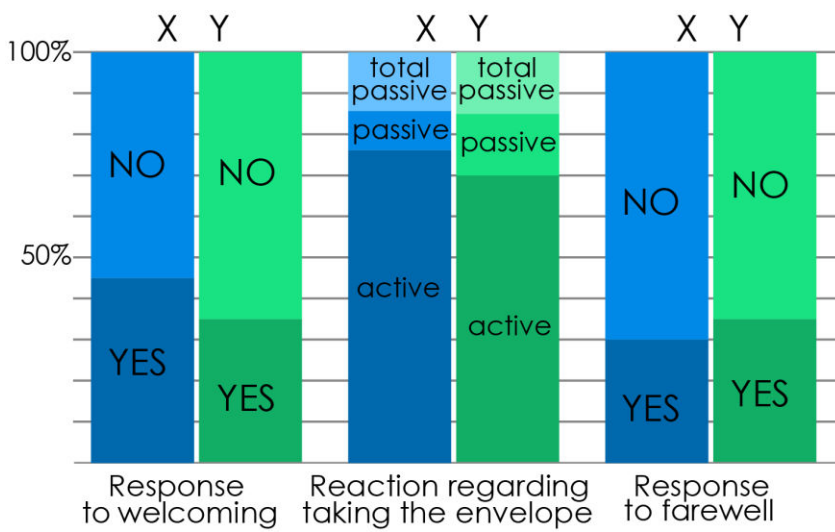 X Y X Y X Y
100%
50%
NO
YES
NO
YES
total
passive
passive
active
total
passive
passive
active
NO
YES
NO
YES
Response
to welcoming
Reaction regarding
taking the envelope
Response
to farewell